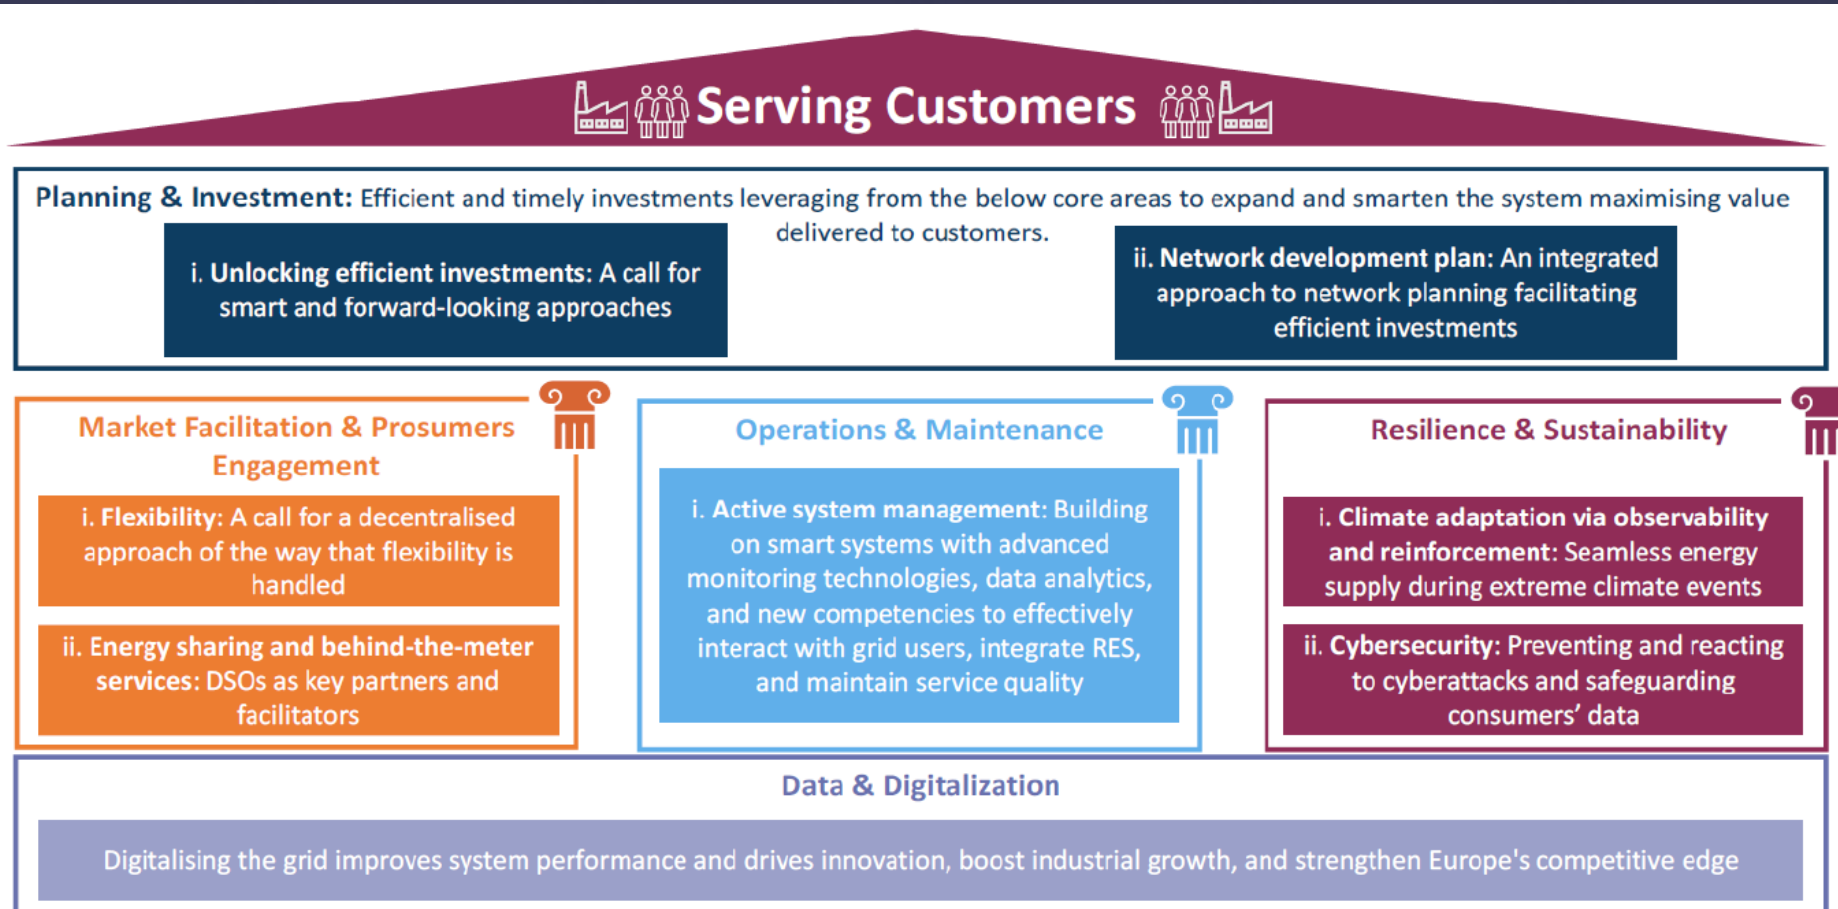 Serving Customers
Planning & Investment: Efficient and timely investments leveraging from the below core areas to expand and smarten the system maximising value
delivered to customers.
i. Unlocking efficient investments: A call for
smart and forward-looking approaches
ii. Network development plan: An integrated
approach to network planning facilitating
efficient investments
Market Facilitation & Prosumers
Engagement
i. Flexibility: A call for a decentralised
approach of the way that flexibility is
handled
ii. Energy sharing and behind-the-meter
services: DSOs as key partners and
facilitators
Operations & Maintenance
i. Active system management: Building
on smart systems with advanced
monitoring technologies, data analytics,
and new competencies to effectively
interact with grid users, integrate RES,
and maintain service quality
Resilience & Sustainability
i. Climate adaptation via observability
and reinforcement: Seamless energy
supply during extreme climate events
ii. Cybersecurity: Preventing and reacting
to cyberattacks and safeguarding
consumers’ data
Data & Digitalization
Digitalising the grid improves system performance and drives innovation, boost industrial growth, and strengthen Europe's competitive edge